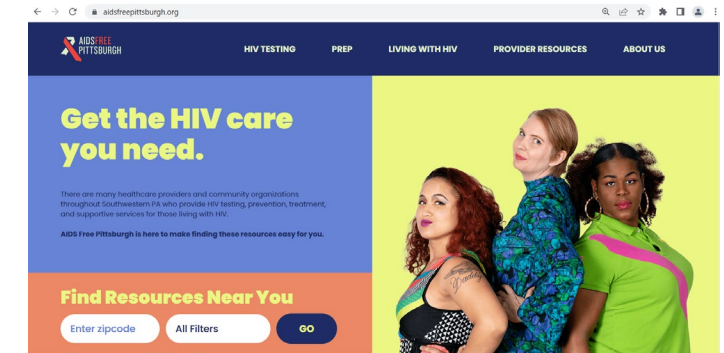 aidsfreepittsburgh.org
AIDSFREE
PITTSBURGH
HIV TESTING PREP LIVING WITH HIV PROVIDER RESOURCES ABOUT US
Get the HIV care
you need.
There are many healthcare providers and community organizations
throughout Southwestern PA who provide HIV testing, prevention, treatment,
and supportive services for those living with HIV.
AIDS Free Pittsburgh is here to make finding these resources easy for you.
Find Resources Near You
Enter zipcode All Filters GO